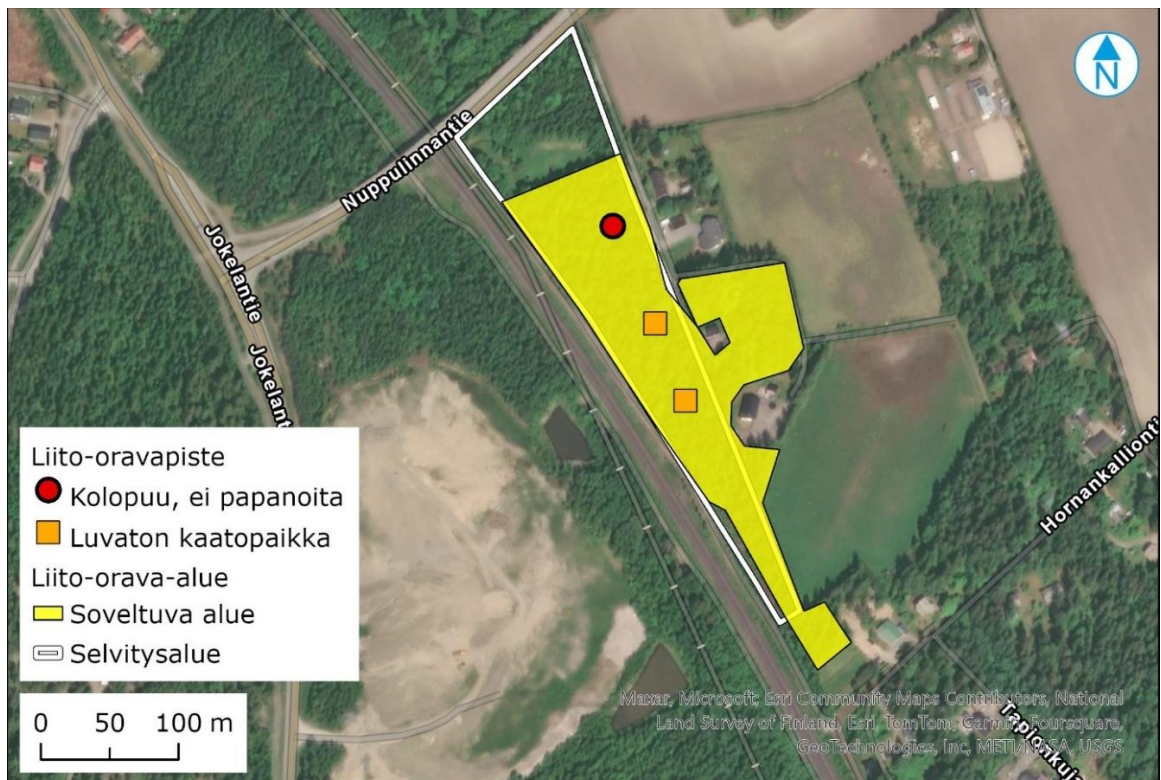 N
Nuppulinnantie
Jokelantie
Hornankallionti
Liito-oravapiste
Kolopuu, ei papanoita
Luvaton kaatopaikka
Liito-orava-alue
Soveltuva alue
Selvitysalue
0 50 100 m
Maxar, Microsoft, Esri Community Maps Contributors, National
Land Survey of Finland, Esri, TomTom, Garmin, Foursquare,
GeoTechnologies, Inc, METI/NASA, USGS